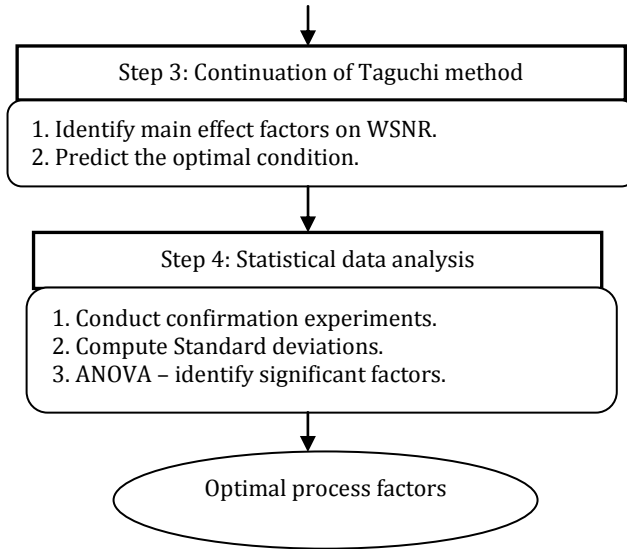 Step 3: Continuation of Taguchi method
1. Identify main effect factors on WSNR.
2. Predict the optimal condition.
Step 4: Statistical data analysis
1. Conduct confirmation experiments.
2. Compute Standard deviations.
3. ANOVA – identify significant factors.
Optimal process factors